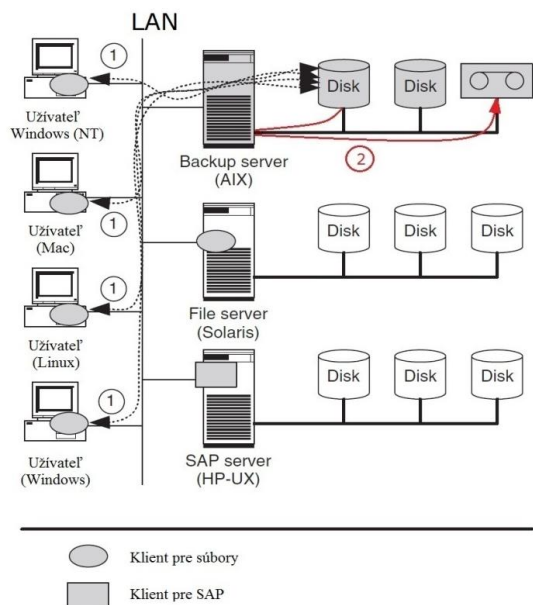 LAN
1
Užívateľ
Windows (NT)
1
Užívateľ
(Mac)
1
Užívateľ
(Linux)
1
Užívateľ
(Windows)
Backup server
(AIX)
Disk
Disk
2
File server
(Solaris)
Disk
Disk
Disk
SAP server
(HP-UX)
Disk
Disk
Disk
Klient pre súbory
Klient pre SAP